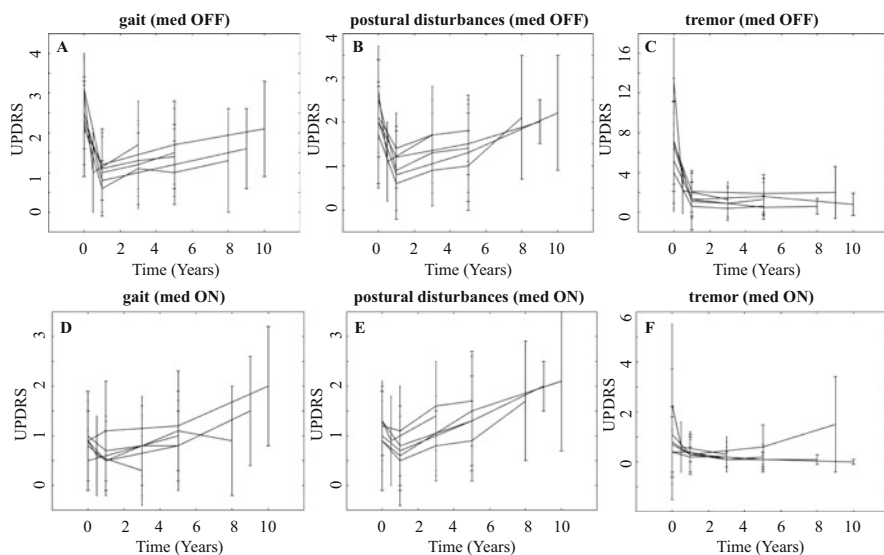 gait (med OFF)
postural disturbances (med OFF)
tremor (med OFF)
A
B
C
UPDRS
4
3
2
1
0
UPDRS
4
3
2
1
0
UPDRS
16
12
8
4
0
0 2 4 6 8 10
0 2 4 6 8 10
0 2 4 6 8 10
Time (Years)
Time (Years)
Time (Years)
gait (med ON)
postural disturbances (med ON)
tremor (med ON)
D
E
F
UPDRS
3
2
1
0
UPDRS
3
2
1
0
UPDRS
6
4
2
0
0 2 4 6 8 10
0 2 4 6 8 10
0 2 4 6 8 10
Time (Years)
Time (Years)
Time (Years)